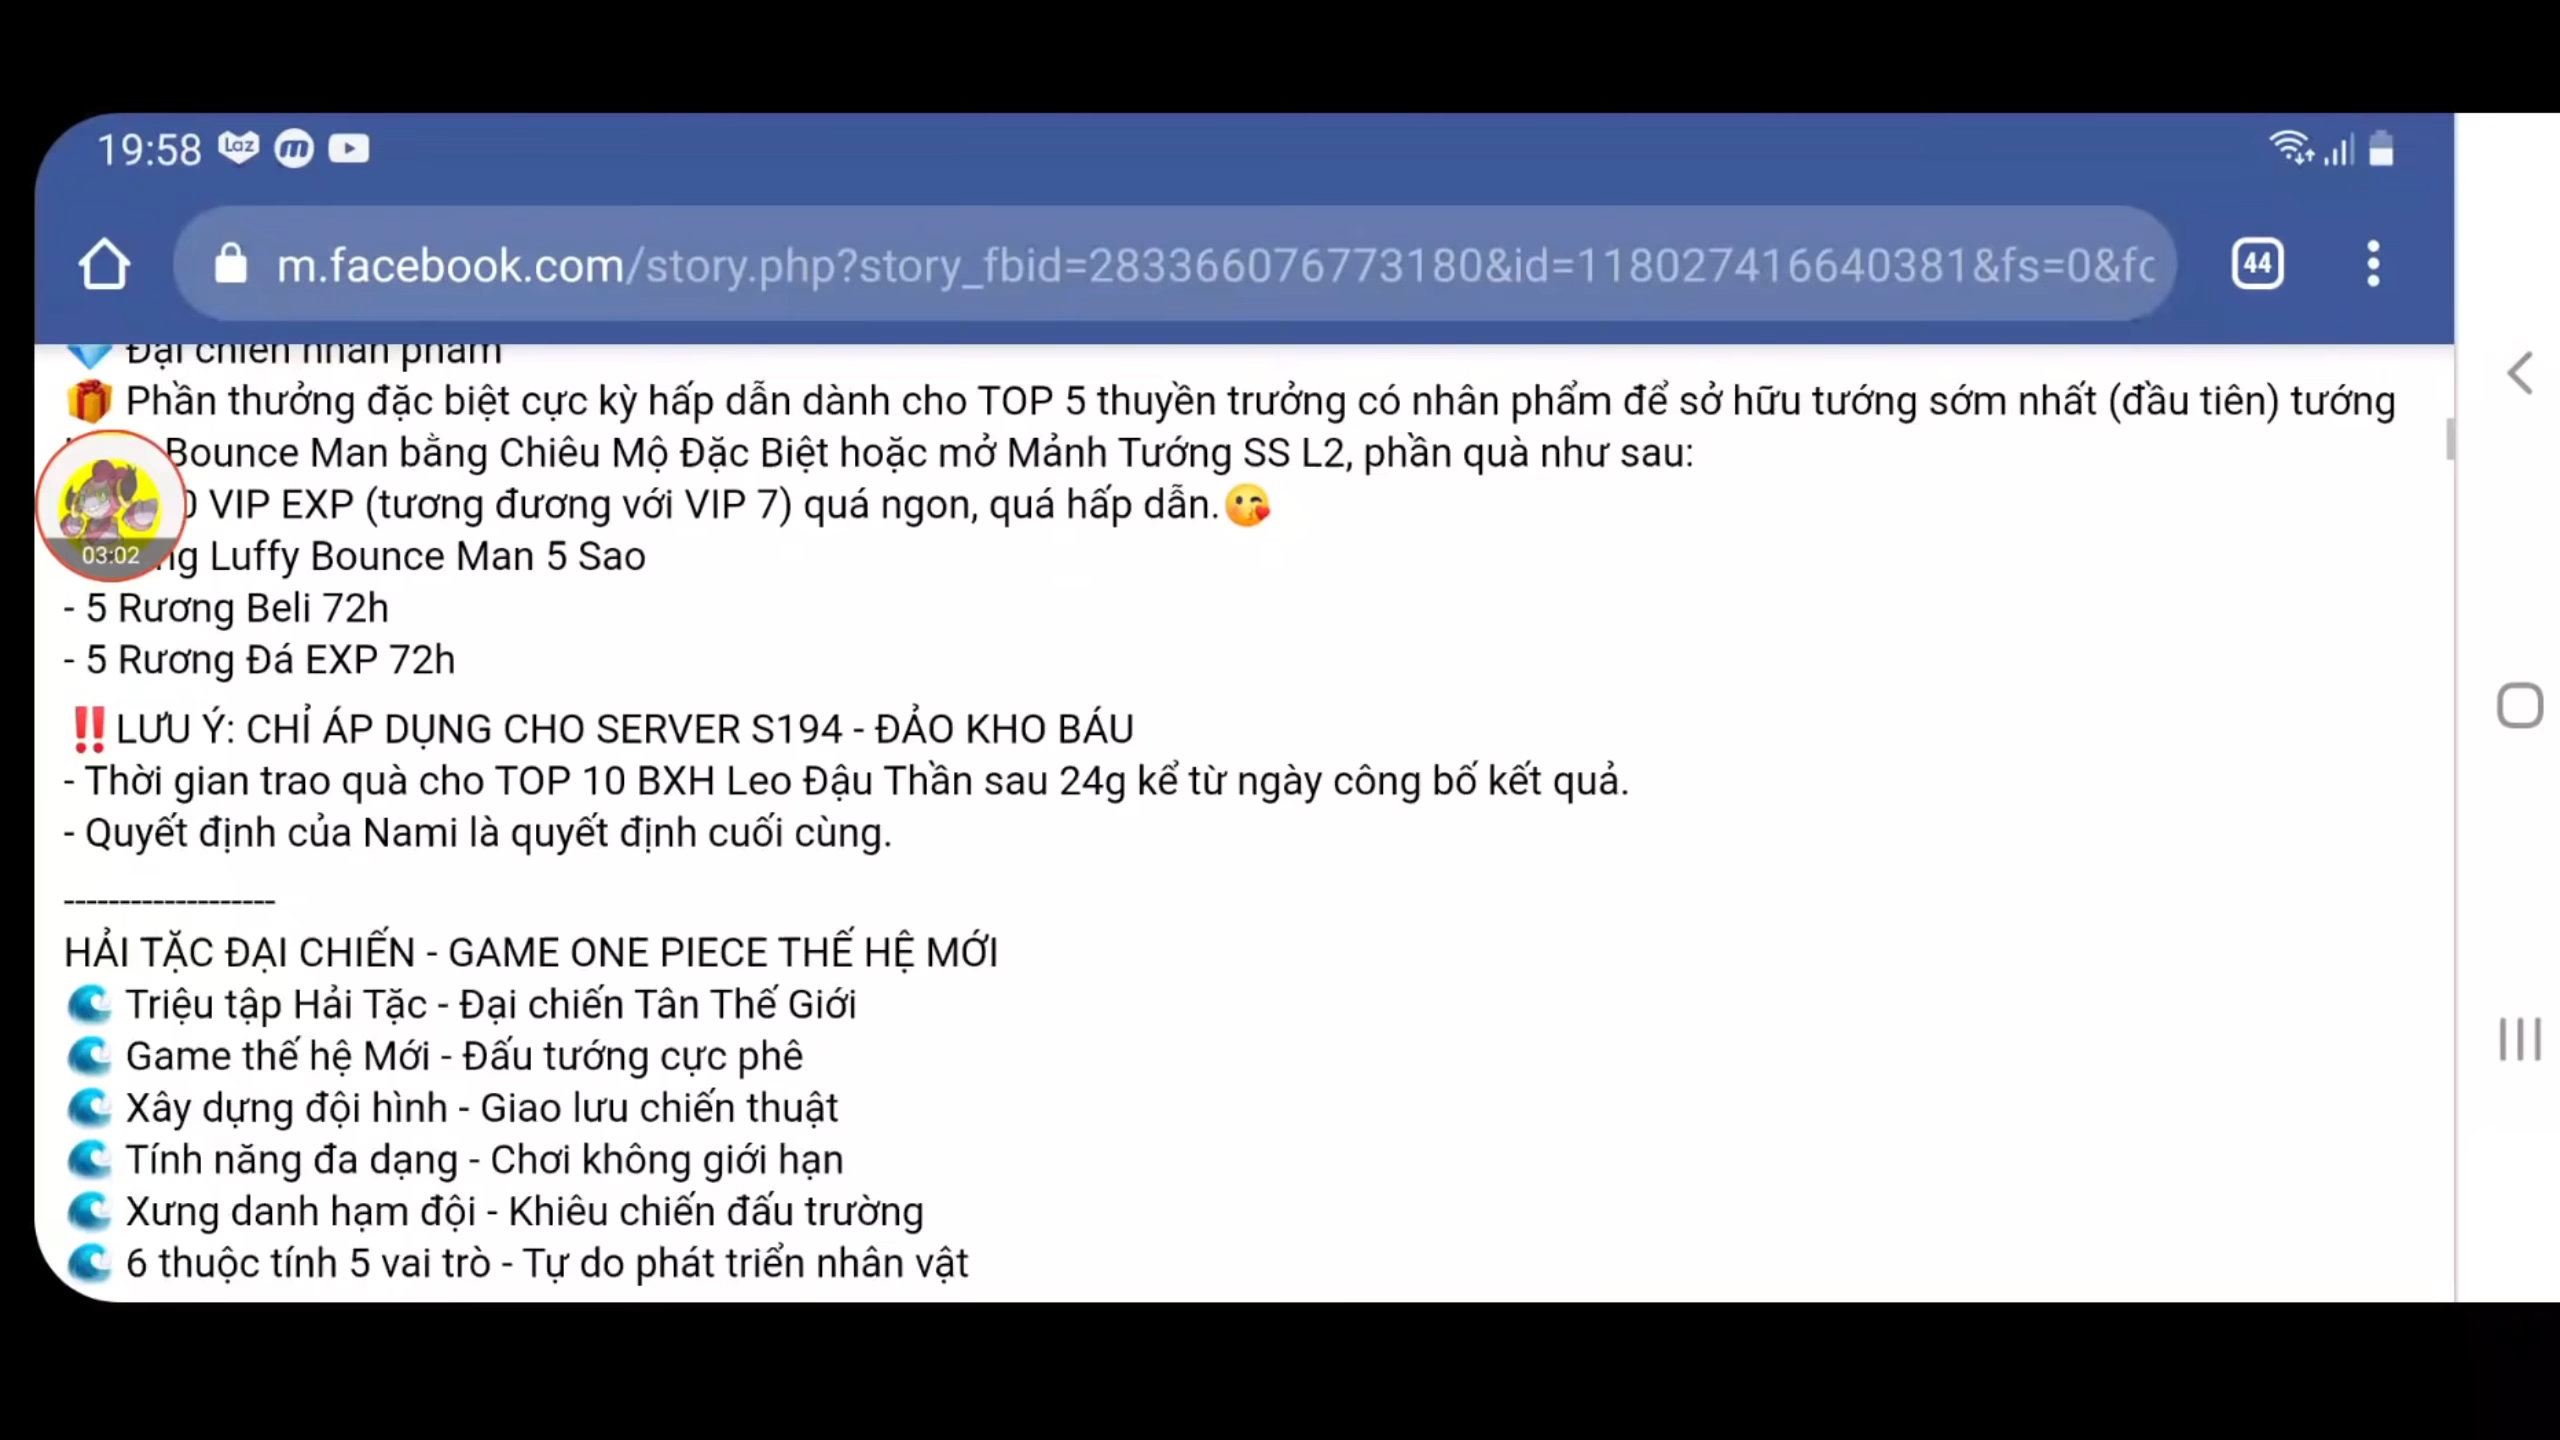 19:58
Laz
m.facebook.com/story.php?story_fbid=283366076773180&id=118027416640381&fs=0&fc
44
Đại chiến nhân phẩm
Phần thưởng đặc biệt cực kỳ hấp dẫn dành cho TOP 5 thuyền trưởng có nhân phẩm để sở hữu tướng sớm nhất (đầu tiên) tướng
Bounce Man bằng Chiêu Mộ Đặc Biệt hoặc mở Mảnh Tướng SS L2, phần quà như sau:
VIP EXP (tương đương với VIP 7) quá ngon, quá hấp dẫn.😘
03:02
Luffy Bounce Man 5 Sao
- 5 Rương Beli 72h
- 5 Rương Đá EXP 72h
‼️LƯU Ý: CHỈ ÁP DỤNG CHO SERVER S194 - ĐẢO KHO BÁU
- Thời gian trao quà cho TOP 10 BXH Leo Đậu Thần sau 24g kể từ ngày công bố kết quả.
- Quyết định của Nami là quyết định cuối cùng.
-------------------
HẢI TẶC ĐẠI CHIẾN - GAME ONE PIECE THẾ HỆ MỚI
🌊 Triệu tập Hải Tặc - Đại chiến Tân Thế Giới
🌊 Game thế hệ Mới - Đấu tướng cực phê
🌊 Xây dựng đội hình - Giao lưu chiến thuật
🌊 Tính năng đa dạng - Chơi không giới hạn
🌊 Xưng danh hạm đội - Khiêu chiến đấu trường
🌊 6 thuộc tính 5 vai trò - Tự do phát triển nhân vật